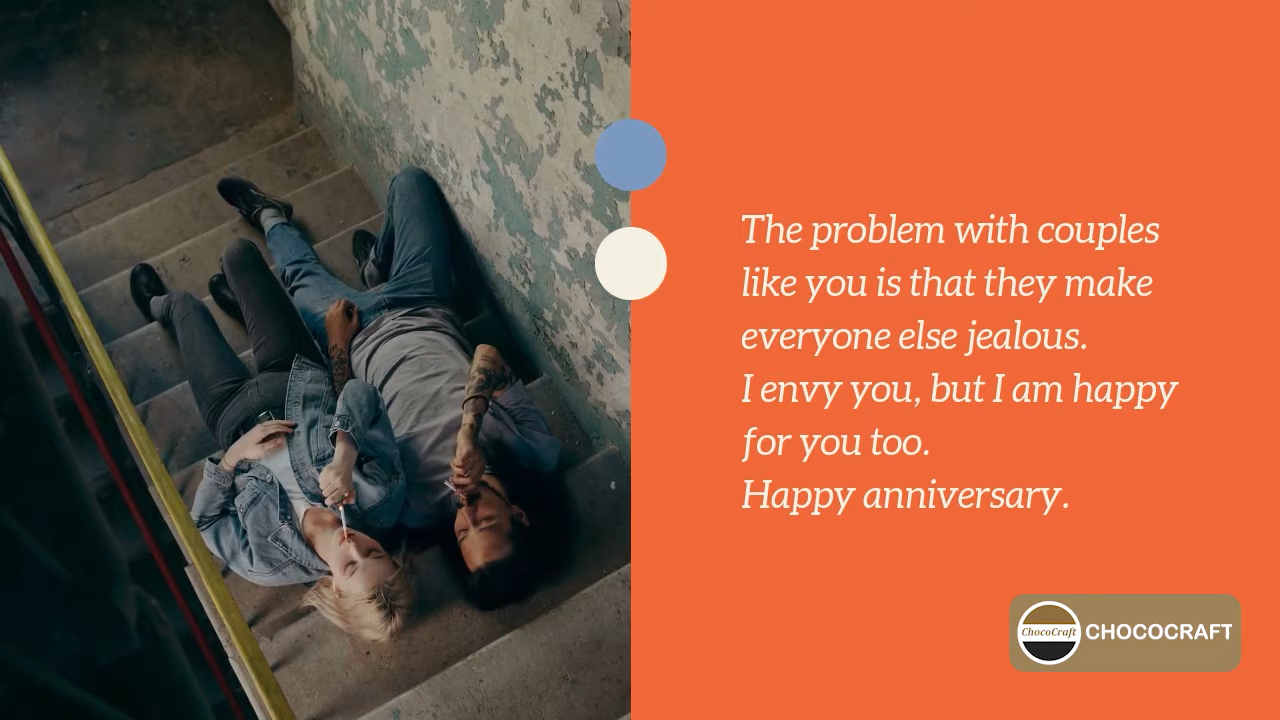 The problem with couples
like you is that they make
everyone else jealous.
I envy you, but I am happy
for you too.
Happy anniversary.
ChocoCraft CHOCOCRAFT